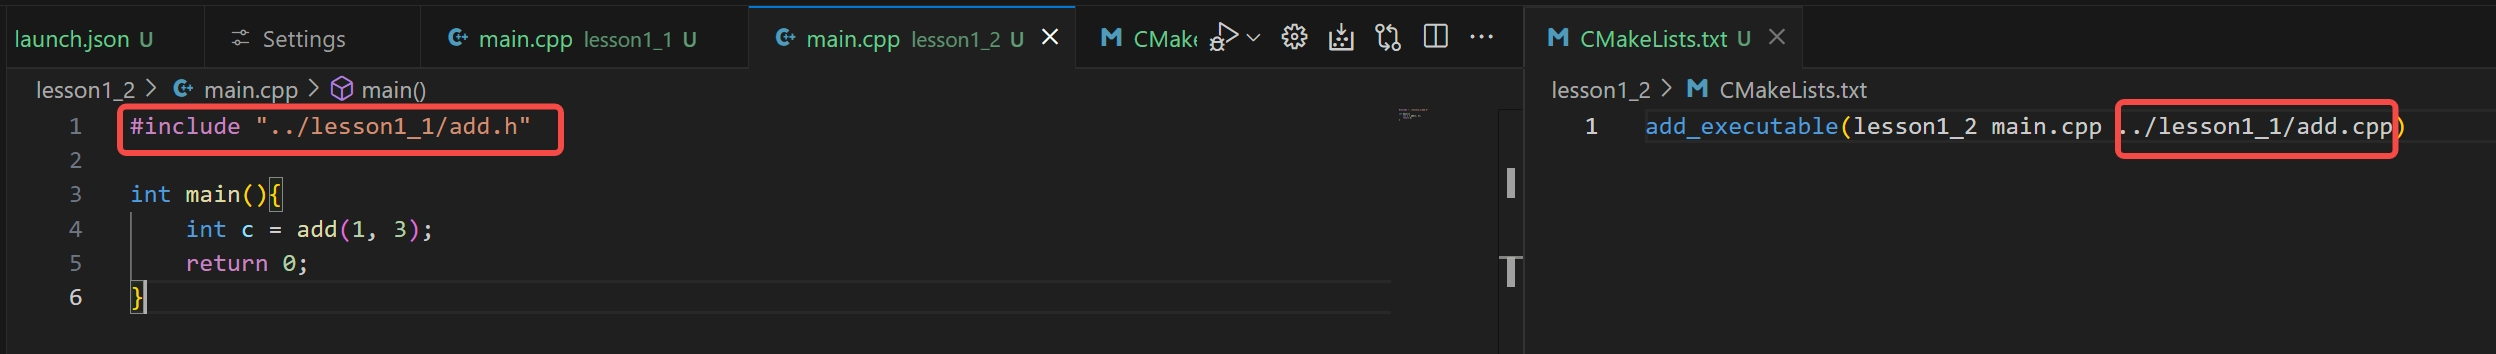 launch.json U Settings main.cpp lesson1_1 U main.cpp lesson1_2 U CMake
lesson1_2 > main.cpp > main()
1 #include "../lesson1_1/add.h"
2
3 int main(){
4 int c = add(1, 3);
5 return 0;
6 }
CMakeLists.txt U
lesson1_2 > CMakeLists.txt
1 add_executable(lesson1_2 main.cpp ../lesson1_1/add.cpp)